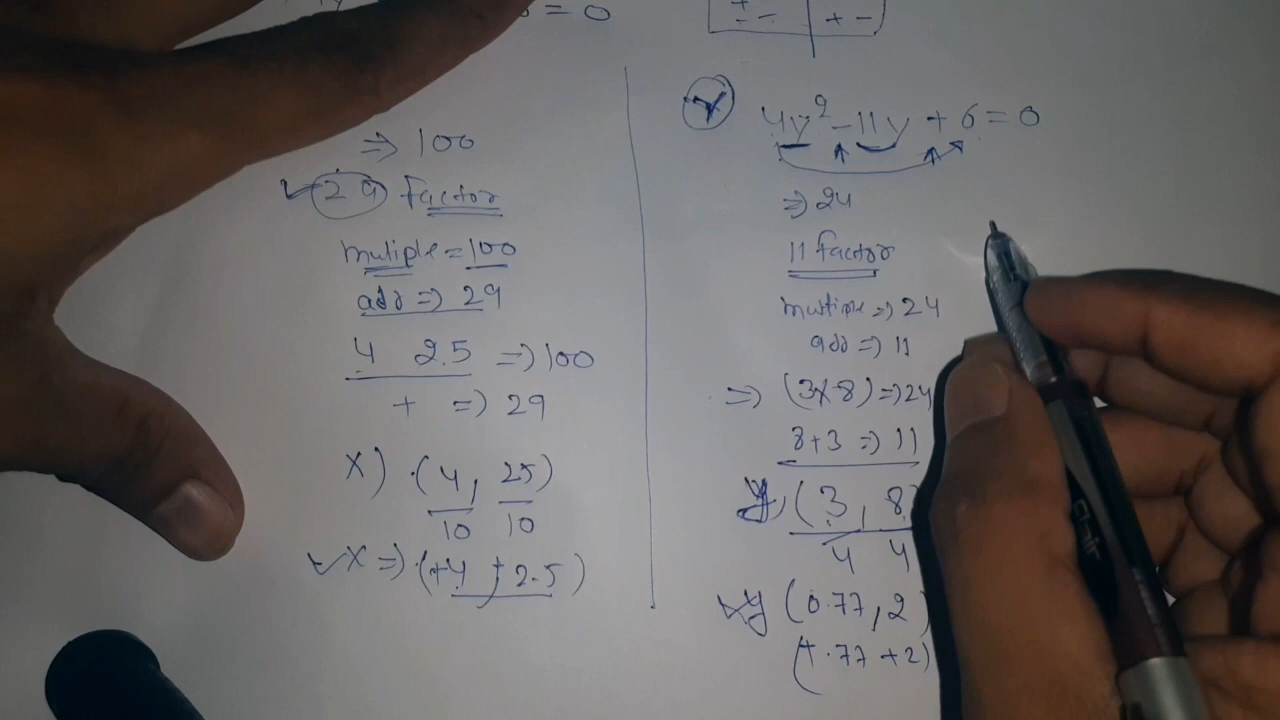 = 0
+ - - + -
⇒ 100
29 factor
muliple = 100
add ⇒ 29
4 2.5 ⇒ 100
+ ⇒ 29
x) (4, 25)
10 10
x ⇒ (+4, +2.5)
Y 4y² - 11y + 6 = 0
⇒ 24
11 factor
multiple ⇒ 24
add ⇒ 11
⇒ (3×8) ⇒ 24
8+3 ⇒ 11
y, (3, 8)
4 4
y (0.77, 2
(+.77 +2)